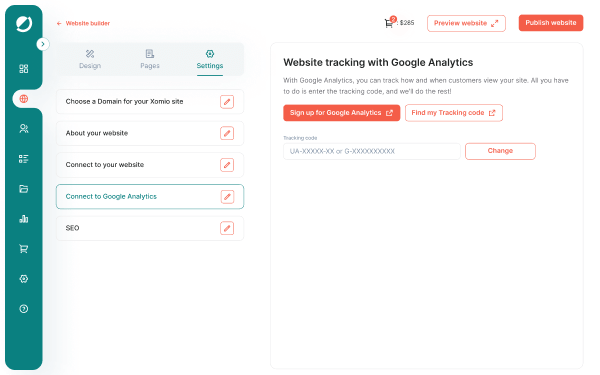 ← Website builder
2
$285
Preview website
Publish website
Design
Pages
Settings
Choose a Domain for your Xomio site
About your website
Connect to your website
Connect to Google Analytics
SEO
Website tracking with Google Analytics
With Google Analytics, you can track how and when customers view your site. All you have
to do is enter the tracking code, and we'll do the rest!
Sign up for Google Analytics
Find my Tracking code
Tracking code
UA-XXXXX-XX or G-XXXXXXXXXX
Change